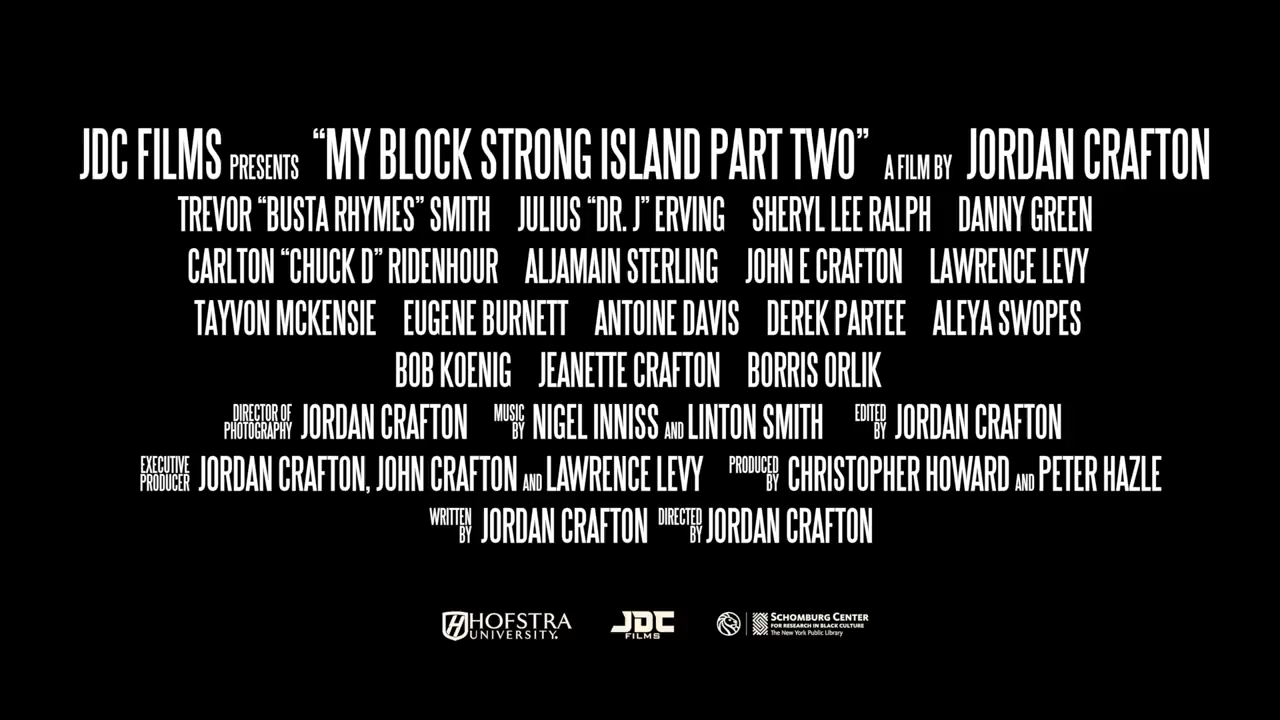 JDC FILMS PRESENTS “MY BLOCK STRONG ISLAND PART TWO” A FILM BY JORDAN CRAFTON
TREVOR “BUSTA RHYMES” SMITH JULIUS “DR. J” ERVING SHERYL LEE RALPH DANNY GREEN
CARLTON “CHUCK D” RIDENHOUR ALJAMAIN STERLING JOHN E CRAFTON LAWRENCE LEVY
TAYVON MCKENSIE EUGENE BURNETT ANTOINE DAVIS DEREK PARTEE ALEYA SWOPES
BOB KOENIG JEANETTE CRAFTON BORRIS ORLIK
DIRECTOR OF PHOTOGRAPHY JORDAN CRAFTON MUSIC BY NIGEL INNISS AND LINTON SMITH EDITED BY JORDAN CRAFTON
EXECUTIVE PRODUCER JORDAN CRAFTON, JOHN CRAFTON AND LAWRENCE LEVY PRODUCED BY CHRISTOPHER HOWARD AND PETER HAZLE
WRITTEN BY JORDAN CRAFTON DIRECTED BY JORDAN CRAFTON
HOFSTRA
UNIVERSITY
JDC
FILMS
SCHOMBURG CENTER
FOR RESEARCH IN BLACK CULTURE
The New York Public Library